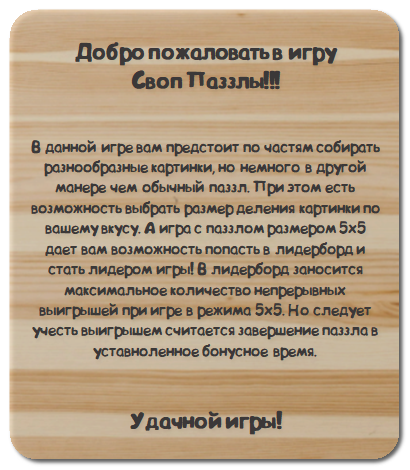 Добро пожаловать в игру
Своп Паззлы!!!
В данной игре вам предстоит по частям собирать
разнообразные картинки, но немного в другой
манере чем обычный паззл. При этом есть
возможность выбрать размер деления картинки по
вашему вкусу. А игра с паззлом размером 5x5
дает вам возможность попасть в лидерборд и
стать лидером игры! В лидерборд заносится
максимальное количество непрерывных
выигрышей при игре в режима 5x5. Но следует
учесть выигрышем считается завершение паззла в
уставноленное бонусное время.
Удачной игры!